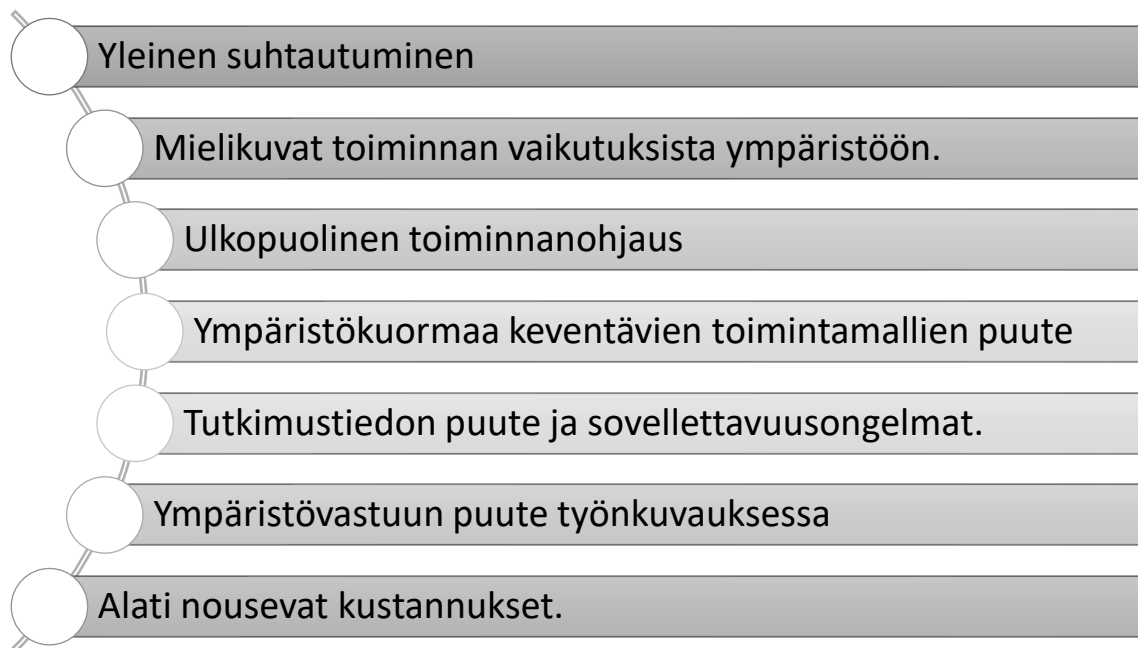 Yleinen suhtautuminen
Mielikuvat toiminnan vaikutuksista ympäristöön.
Ulkopuolinen toiminnanohjaus
Ympäristökuormaa keventävien toimintamallien puute
Tutkimustiedon puute ja sovellettavuusongelmat.
Ympäristövastuun puute työnkuvauksessa
Alati nousevat kustannukset.